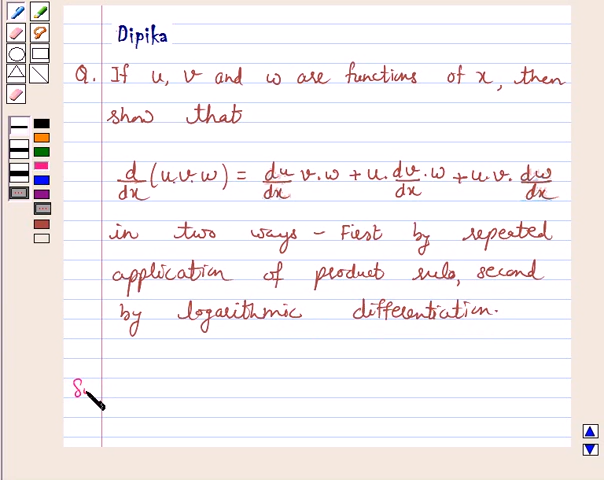 Dipika
Q. If u, v and w are functions of x, then
show that
d/dx (u.v.w) = du/dx v.w + u. dv/dx .w + u.v. dw/dx
in two ways - First by repeated
application of product rule, second
by logarithmic differentiation.